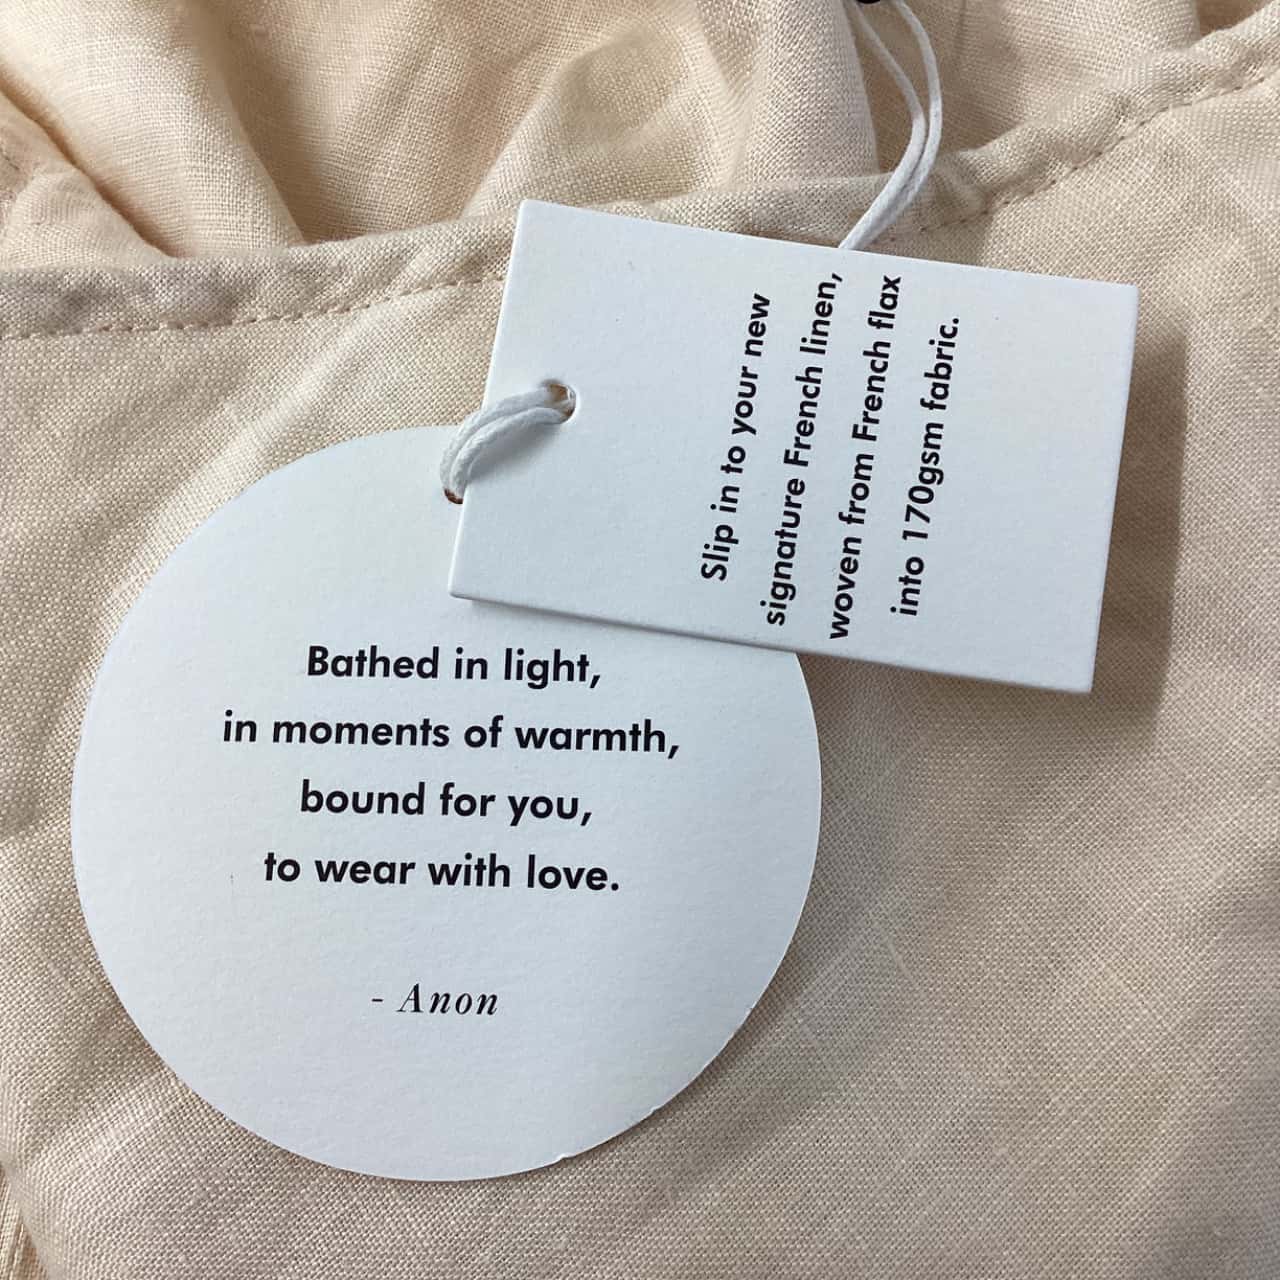 Slip in to your new
signature French linen,
woven from French flax
into 170gsm fabric.
Bathed in light,
in moments of warmth,
bound for you,
to wear with love.
- Anon